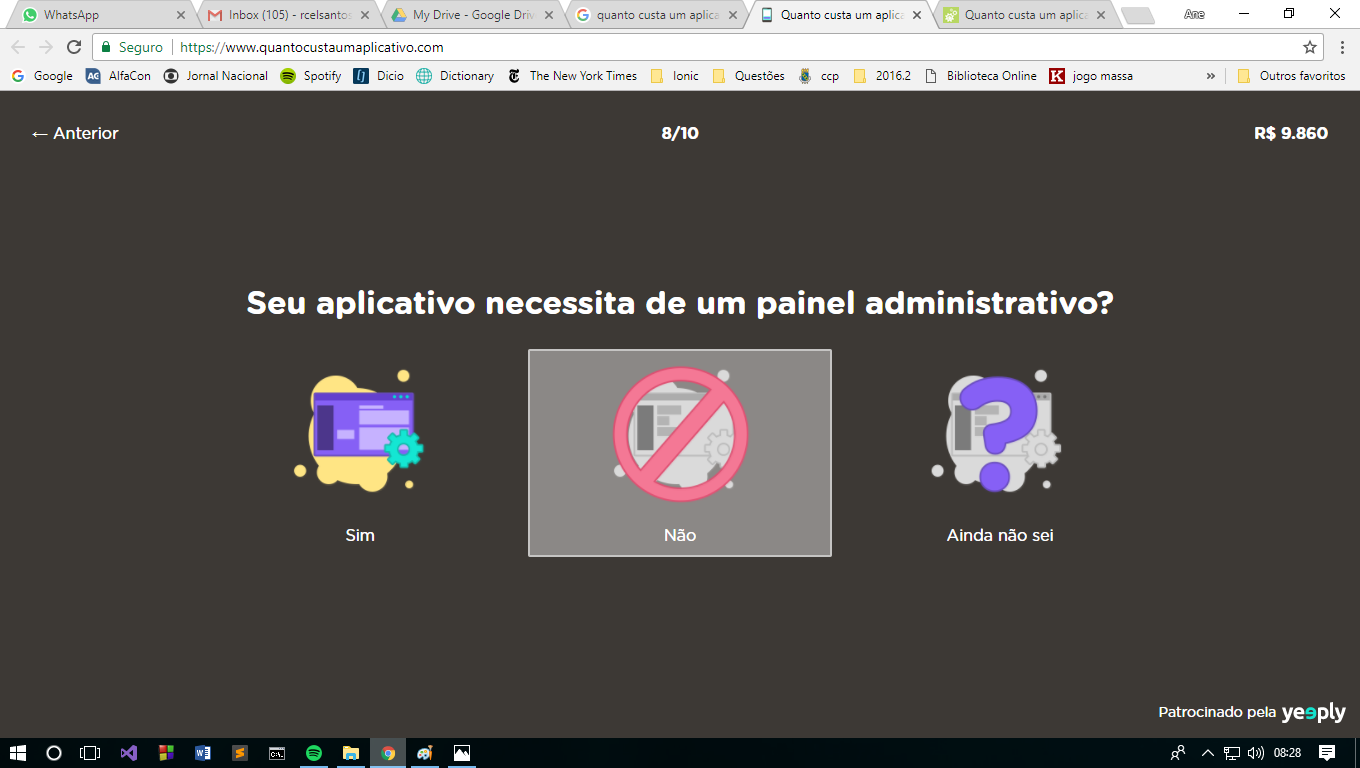 WhatsApp
Inbox (105) - rcelsantos
My Drive - Google Driv
quanto custa um aplica
Quanto custa um aplic
Quanto custa um aplic
Ane
Seguro
https://www.quantocustaumaplicativo.com
Google
AlfaCon
Jornal Nacional
Spotify
Dicio
Dictionary
The New York Times
Ionic
Questões
ccp
2016.2
Biblioteca Online
jogo massa
»
Outros favoritos
← Anterior
8/10
R$ 9.860
Seu aplicativo necessita de um painel administrativo?
Sim
Não
Ainda não sei
Patrocinado pela yeeply
08:28